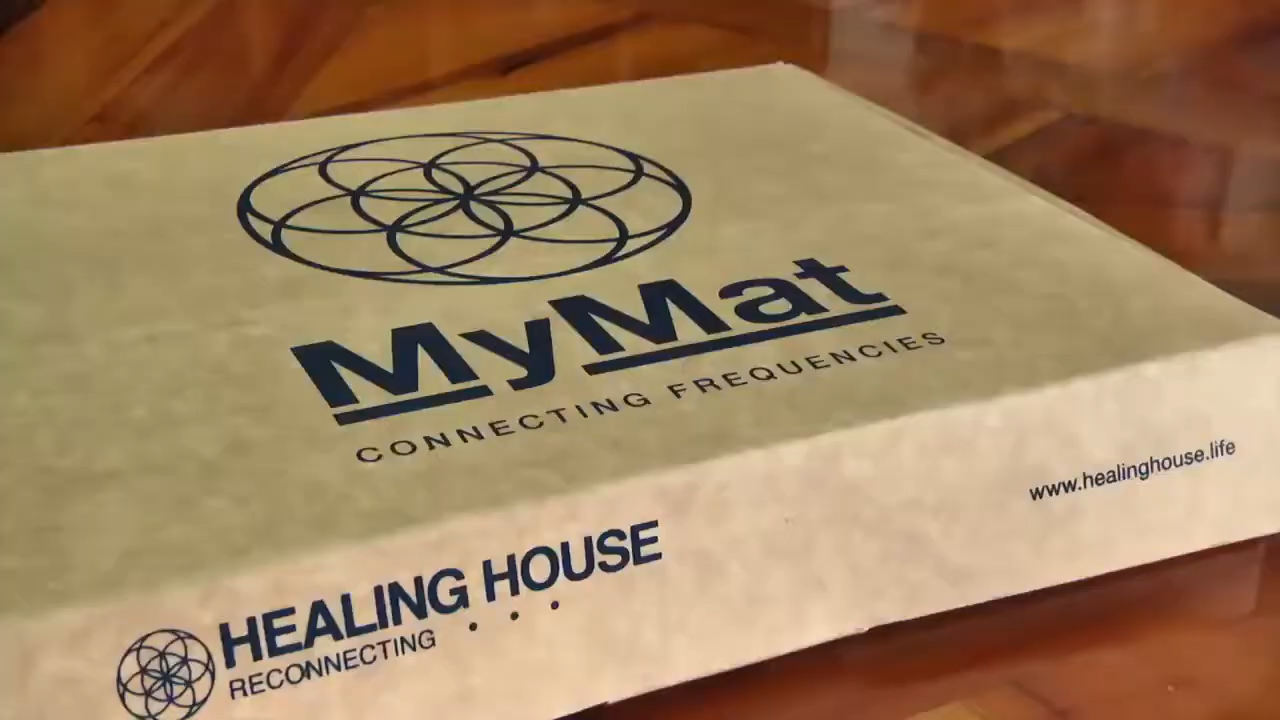 MyMat
CONNECTING FREQUENCIES
www.healinghouse.life
HEALING HOUSE
RECONNECTING . . .